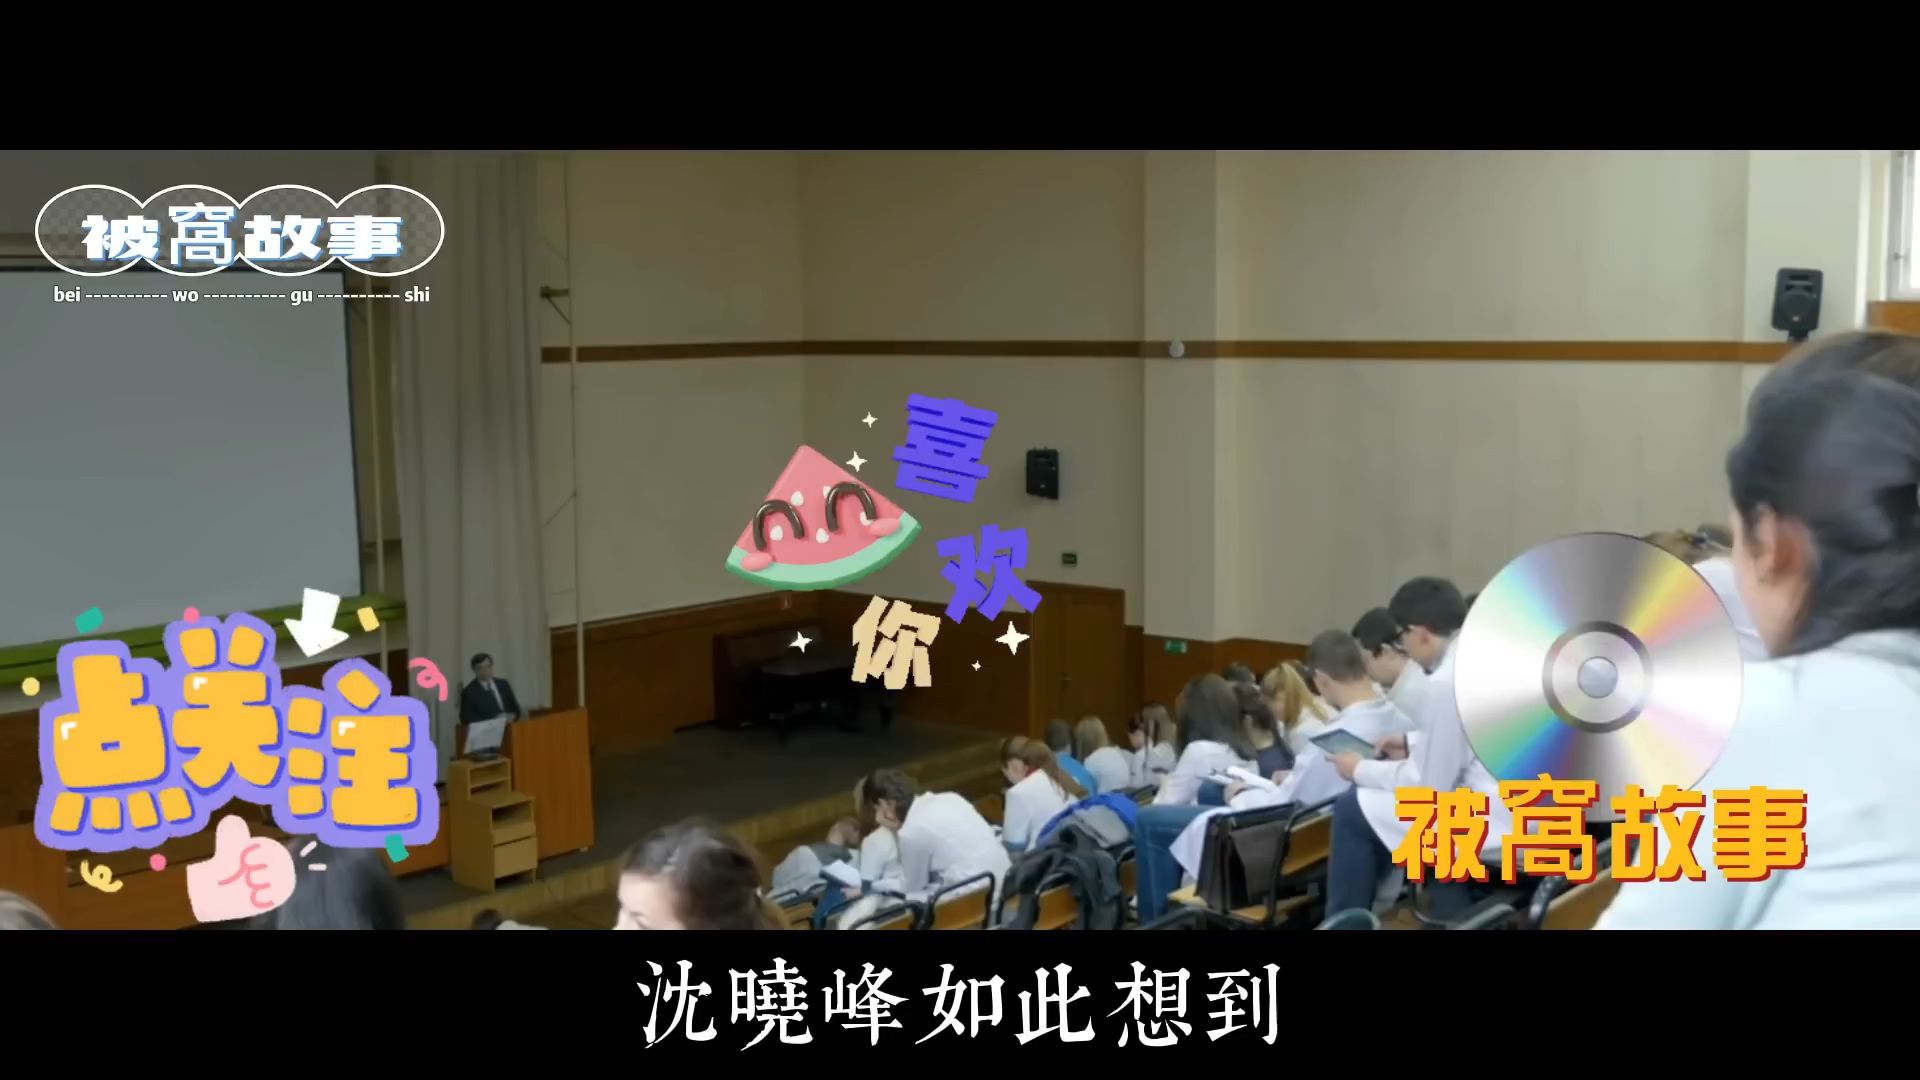 被窝故事
bei ---------- wo ---------- gu ---------- shi
喜
欢
你
点关注
被窝故事
沈曉峰如此想到